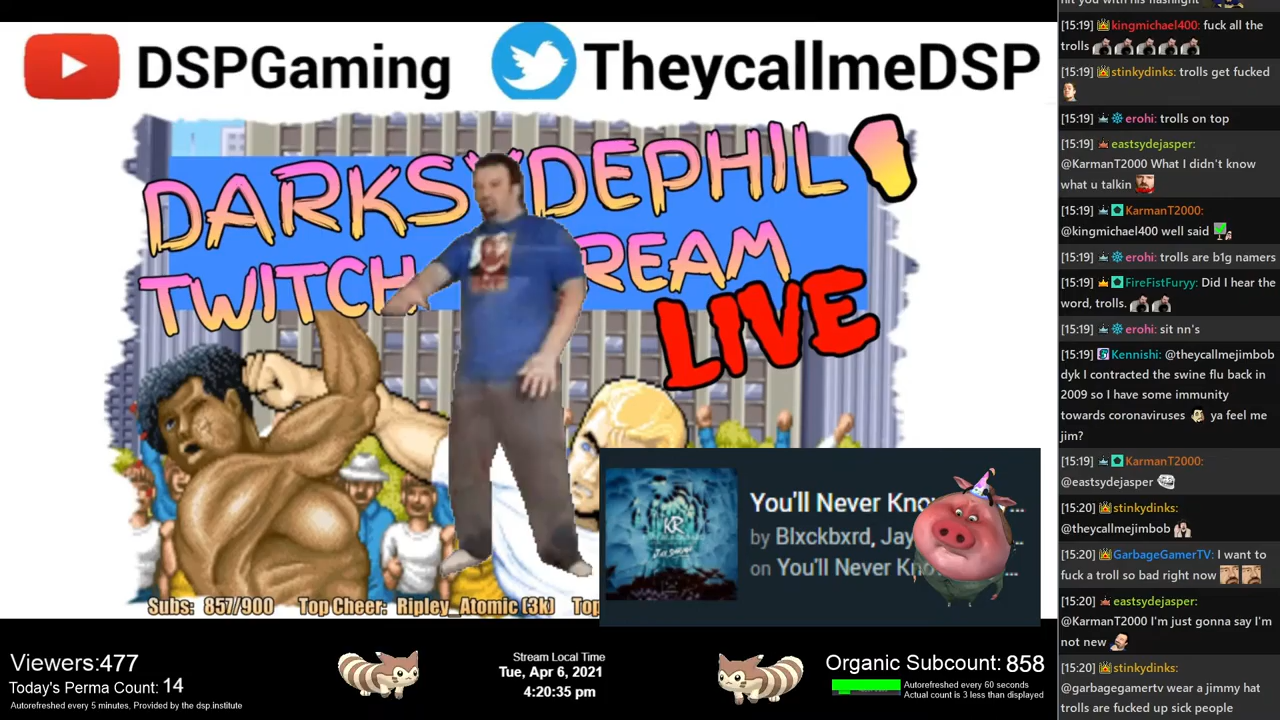 DSPGaming
TheycallmeDSP
DARKSYDEPHIL
TWITCH
REAM
LIVE
You'll Never Kno
...
by Blxckbxrd, Jay
...
on You'll Never Kno
...
KR
Subs: 857/900 Top Cheer: Ripley_Atomic (3k) Top
Viewers:477
Today's Perma Count: 14
Autorefreshed every 5 minutes, Provided by the dsp.institute
Stream Local Time
Tue, Apr 6, 2021
4:20:35 pm
Organic Subcount: 858
Autorefreshed every 60 seconds
Actual count is 3 less than displayed
hit you with his flashlight
[15:19] kingmichael400: fuck all the
trolls
[15:19] stinkydinks: trolls get fucked
[15:19] erohi: trolls on top
[15:19] eastsydejasper:
@KarmanT2000 What I didn't know
what u talkin
[15:19] KarmanT2000:
@kingmichael400 well said
[15:19] erohi: trolls are b1g namers
[15:19] FireFistFuryy: Did I hear the
word, trolls.
[15:19] erohi: sit nn's
[15:19] Kennishi: @theycallmejimbob
dyk I contracted the swine flu back in
2009 so I have some immunity
towards coronaviruses ya feel me
jim?
[15:19] KarmanT2000:
@eastsydejasper
[15:20] stinkydinks:
@theycallmejimbob
[15:20] GarbageGamerTV: I want to
fuck a troll so bad right now
[15:20] eastsydejasper:
@KarmanT2000 I'm just gonna say I'm
not new
[15:20] stinkydinks:
@garbagegamertv wear a jimmy hat
trolls are fucked up sick people